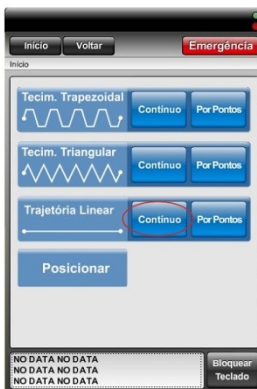 Início Voltar Emergência
Início
Tecim. Trapezoidal Contínuo Por Pontos
Tecim. Triangular Contínuo Por Pontos
Trajetória Linear Contínuo Por Pontos
Posicionar
NO DATA NO DATA
NO DATA NO DATA
NO DATA NO DATA
Bloquear
Teclado